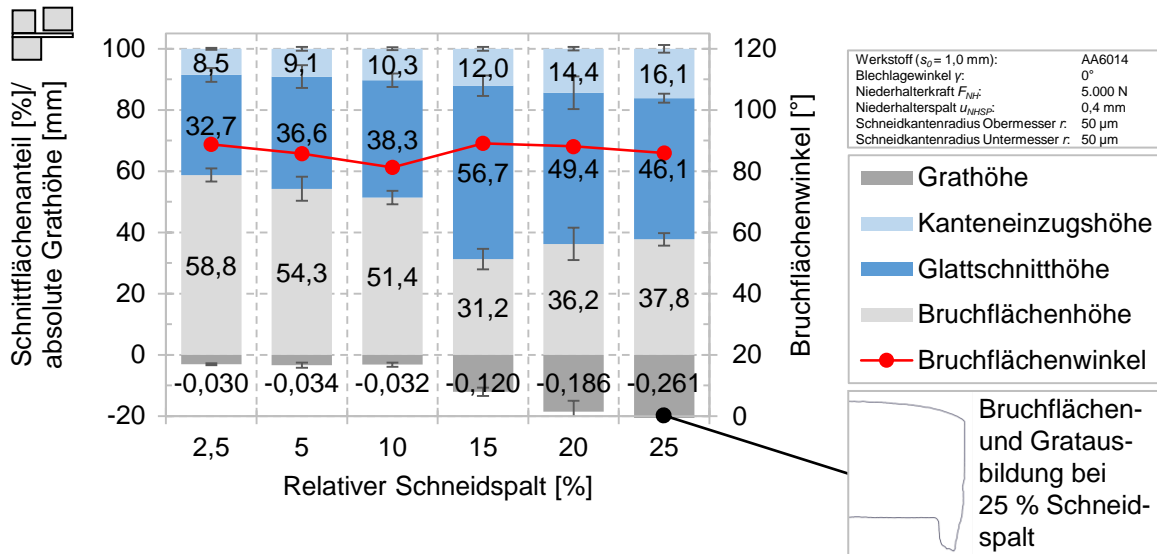 Schnittflächenanteil [%]/
absolute Grathöhe [mm]
100
80
60
40
20
0
-20
8,5
9,1
10,3
12,0
14,4
16,1
32,7
36,6
38,3
56,7
49,4
46,1
58,8
54,3
51,4
31,2
36,2
37,8
-0,030
-0,034
-0,032
-0,120
-0,186
-0,261
2,5
5
10
15
20
25
Relativer Schneidspalt [%]
120
100
80
60
40
20
0
Bruchflächenwinkel [°]
Werkstoff (s₀ = 1,0 mm): AA6014
Blechlagewinkel γ: 0°
Niederhalterkraft F_NH: 5.000 N
Niederhalterspalt u_NHSP: 0,4 mm
Schneidkantenradius Obermesser r: 50 µm
Schneidkantenradius Untermesser r: 50 µm
Grathöhe
Kanteneinzugshöhe
Glattschnitthöhe
Bruchflächenhöhe
Bruchflächenwinkel
Bruchflächen-
und Grataus-
bildung bei
25 % Schneid-
spalt